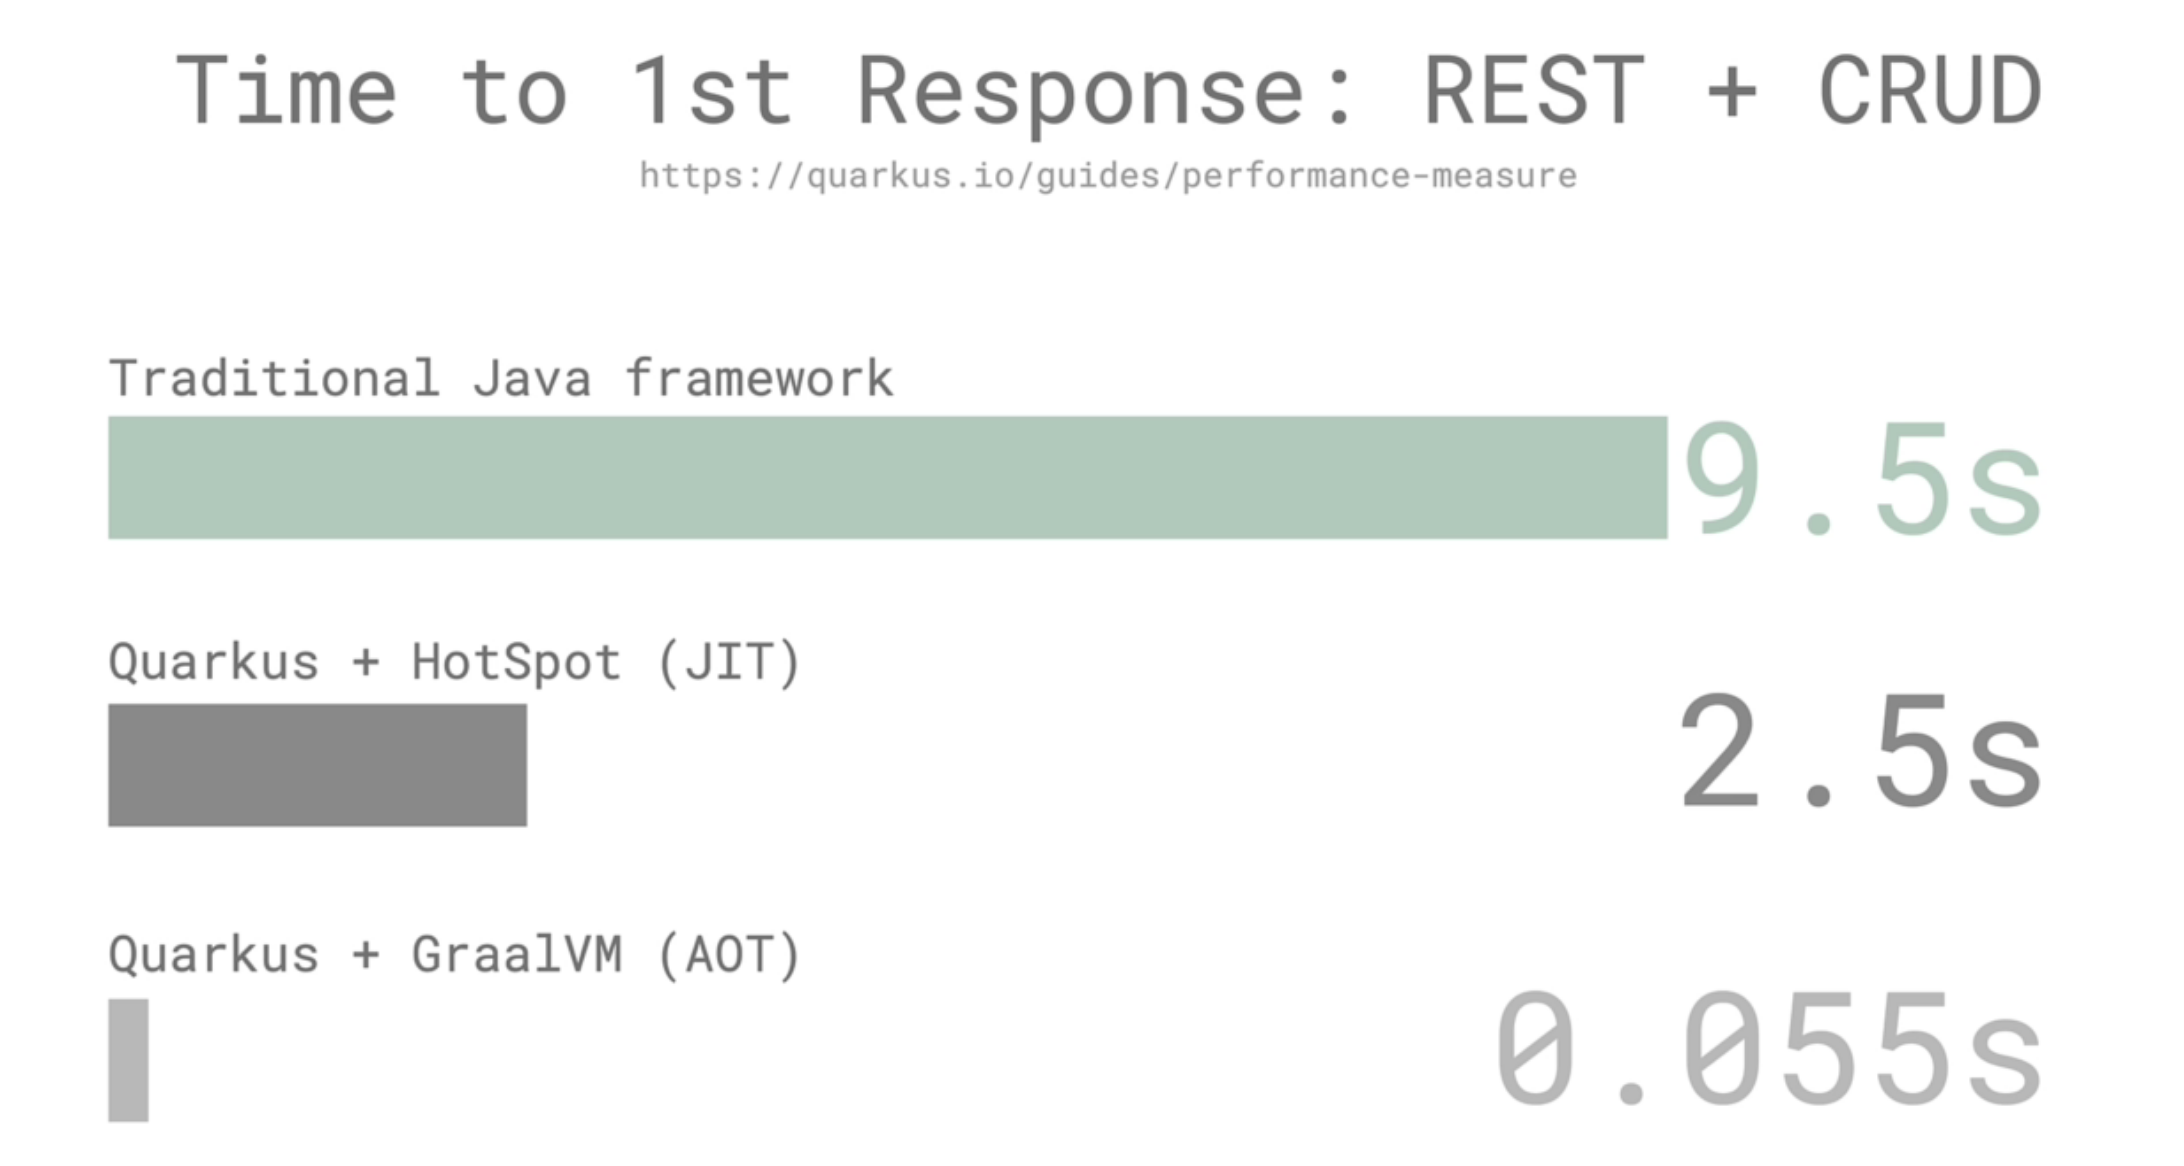 Time to 1st Response: REST + CRUD
https://quarkus.io/guides/performance-measure
Traditional Java framework
9.5s
Quarkus + HotSpot (JIT)
2.5s
Quarkus + GraalVM (AOT)
0.055s